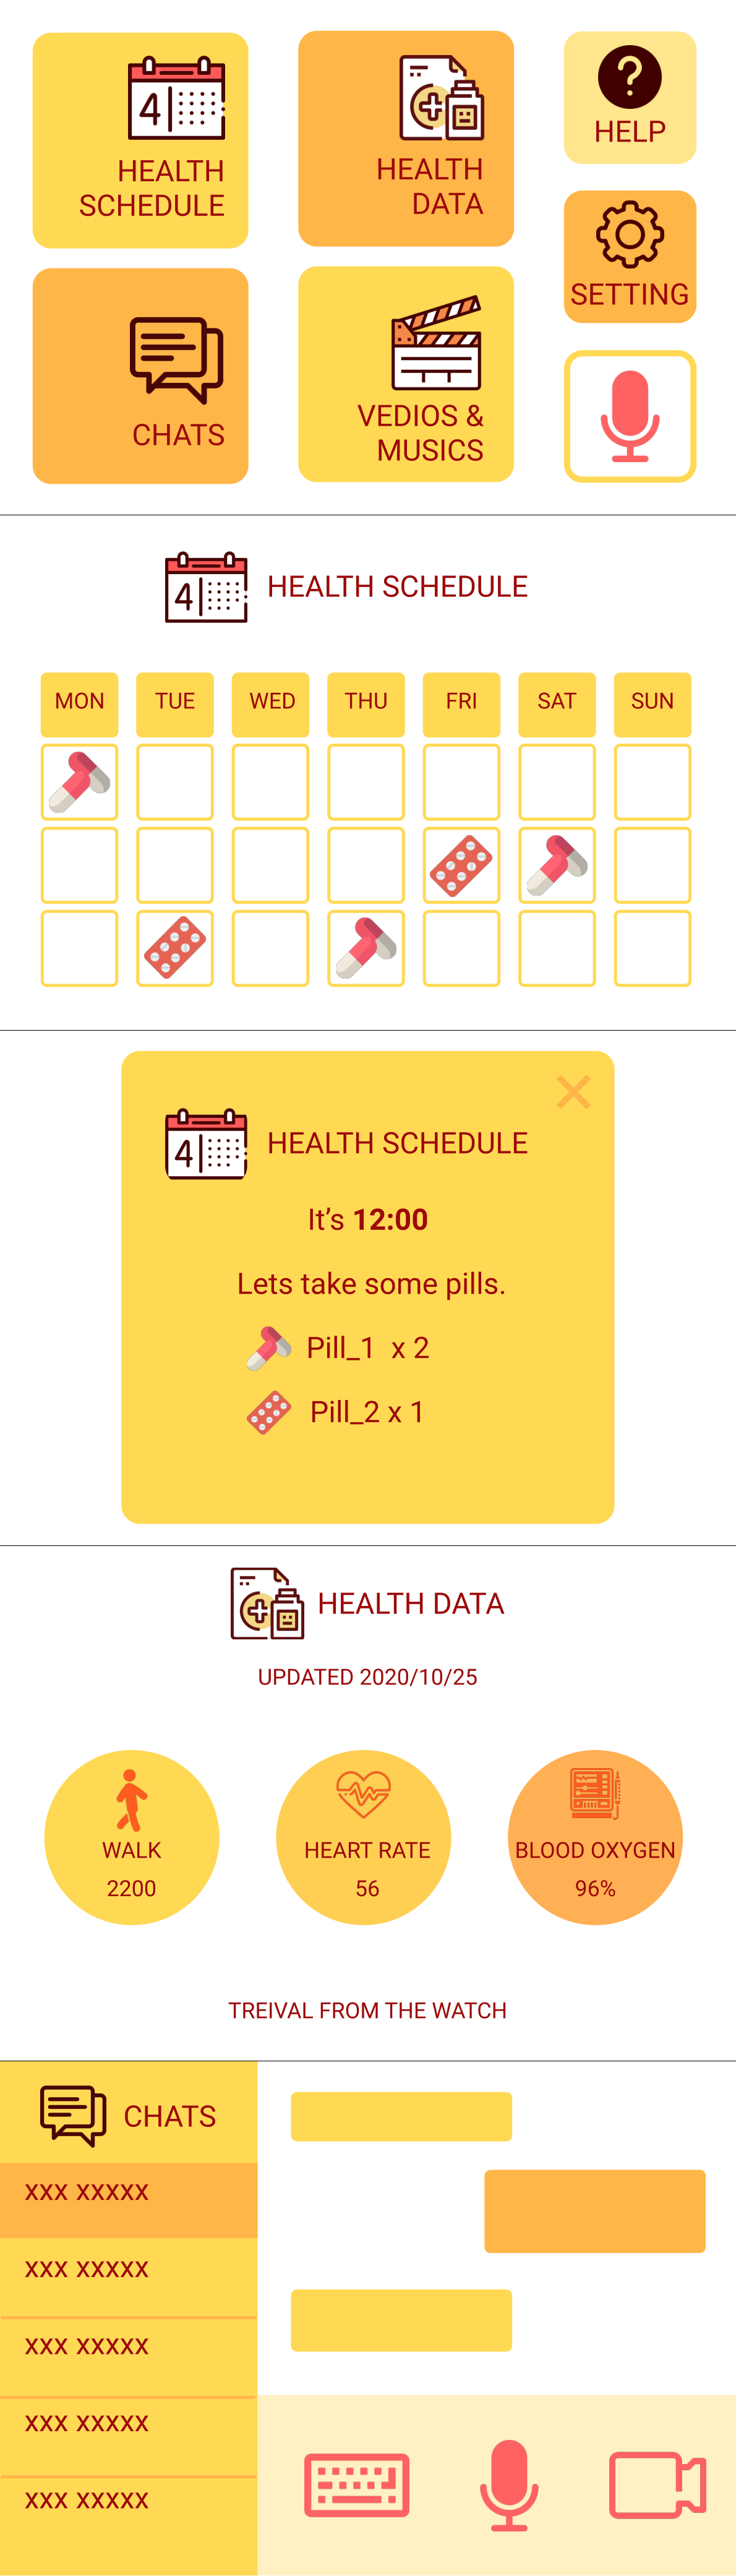 4
HEALTH
SCHEDULE
HEALTH
DATA
?
HELP
SETTING
CHATS
VEDIOS &
MUSICS
4
HEALTH SCHEDULE
MON TUE WED THU FRI SAT SUN
4
HEALTH SCHEDULE
It's 12:00
Lets take some pills.
Pill_1 x 2
Pill_2 x 1
HEALTH DATA
UPDATED 2020/10/25
WALK
2200
HEART RATE
56
BLOOD OXYGEN
96%
TREIVAL FROM THE WATCH
CHATS
XXX XXXXX
XXX XXXXX
XXX XXXXX
XXX XXXXX
XXX XXXXX